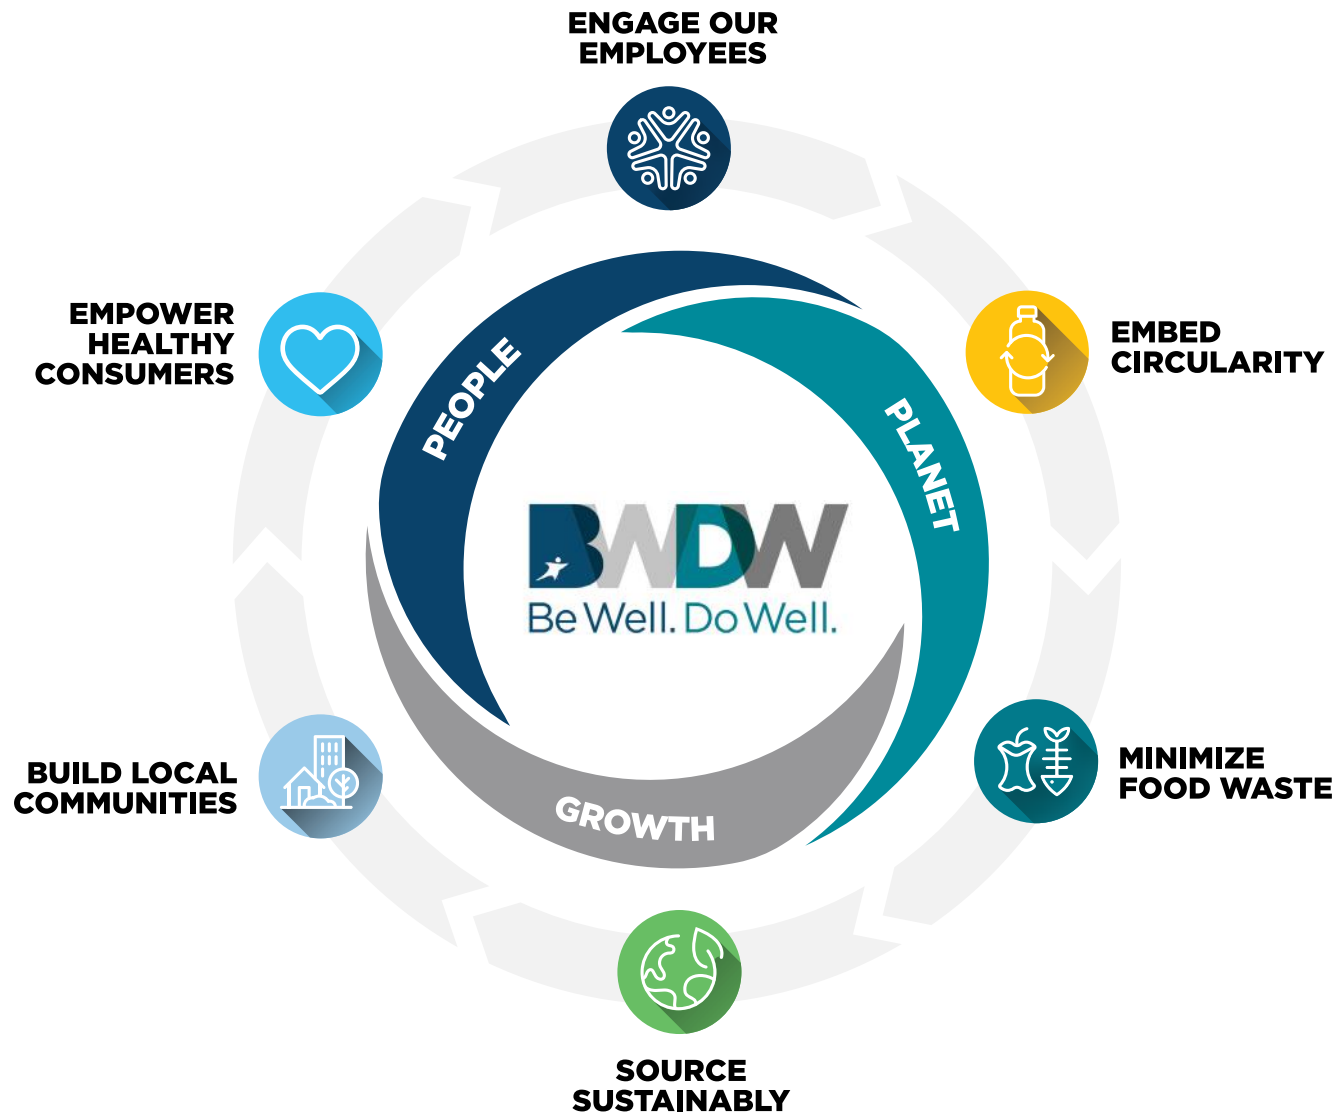 ENGAGE OUR
EMPLOYEES
EMPOWER
HEALTHY
CONSUMERS
EMBED
CIRCULARITY
PEOPLE
PLANET
BWDW
Be Well. Do Well.
BUILD LOCAL
COMMUNITIES
MINIMIZE
FOOD WASTE
GROWTH
SOURCE
SUSTAINABLY